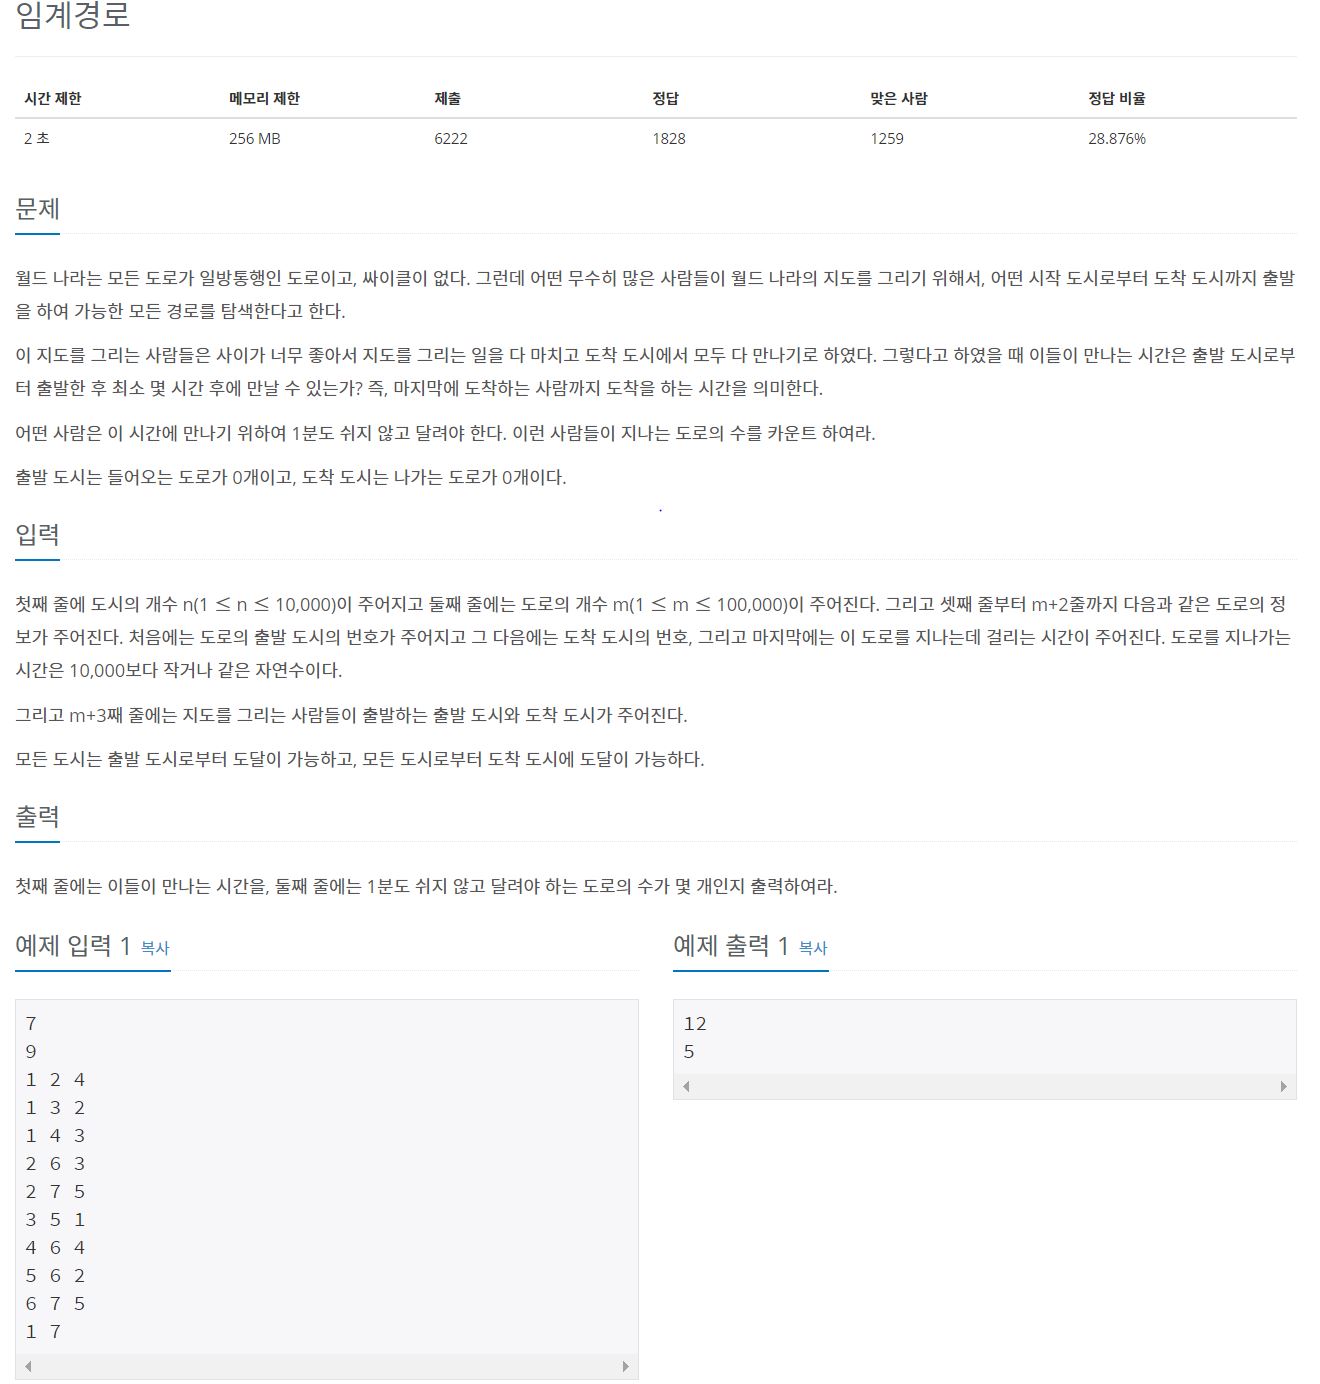 임계경로
시간 제한 메모리 제한 제출 정답 맞은 사람 정답 비율
2 초 256 MB 6222 1828 1259 28.876%
문제
월드 나라는 모든 도로가 일방통행인 도로이고, 싸이클이 없다. 그런데 어떤 무수히 많은 사람들이 월드 나라의 지도를 그리기 위해서, 어떤 시작 도시로부터 도착 도시까지 출발
을 하여 가능한 모든 경로를 탐색한다고 한다.
이 지도를 그리는 사람들은 사이가 너무 좋아서 지도를 그리는 일을 다 마치고 도착 도시에서 모두 다 만나기로 하였다. 그렇다고 하였을 때 이들이 만나는 시간은 출발 도시로부
터 출발한 후 최소 몇 시간 후에 만날 수 있는가? 즉, 마지막에 도착하는 사람까지 도착을 하는 시간을 의미한다.
어떤 사람은 이 시간에 만나기 위하여 1분도 쉬지 않고 달려야 한다. 이런 사람들이 지나는 도로의 수를 카운트 하여라.
출발 도시는 들어오는 도로가 0개이고, 도착 도시는 나가는 도로가 0개이다.
입력
첫째 줄에 도시의 개수 n(1 ≤ n ≤ 10,000)이 주어지고 둘째 줄에는 도로의 개수 m(1 ≤ m ≤ 100,000)이 주어진다. 그리고 셋째 줄부터 m+2줄까지 다음과 같은 도로의 정
보가 주어진다. 처음에는 도로의 출발 도시의 번호가 주어지고 그 다음에는 도착 도시의 번호, 그리고 마지막에는 이 도로를 지나는데 걸리는 시간이 주어진다. 도로를 지나가는
시간은 10,000보다 작거나 같은 자연수이다.
그리고 m+3째 줄에는 지도를 그리는 사람들이 출발하는 출발 도시와 도착 도시가 주어진다.
모든 도시는 출발 도시로부터 도달이 가능하고, 모든 도시로부터 도착 도시에 도달이 가능하다.
출력
첫째 줄에는 이들이 만나는 시간을, 둘째 줄에는 1분도 쉬지 않고 달려야 하는 도로의 수가 몇 개인지 출력하여라.
예제 입력 1 복사
7
9
1 2 4
1 3 2
1 4 3
2 6 3
2 7 5
3 5 1
4 6 4
5 6 2
6 7 5
1 7
예제 출력 1 복사
12
5